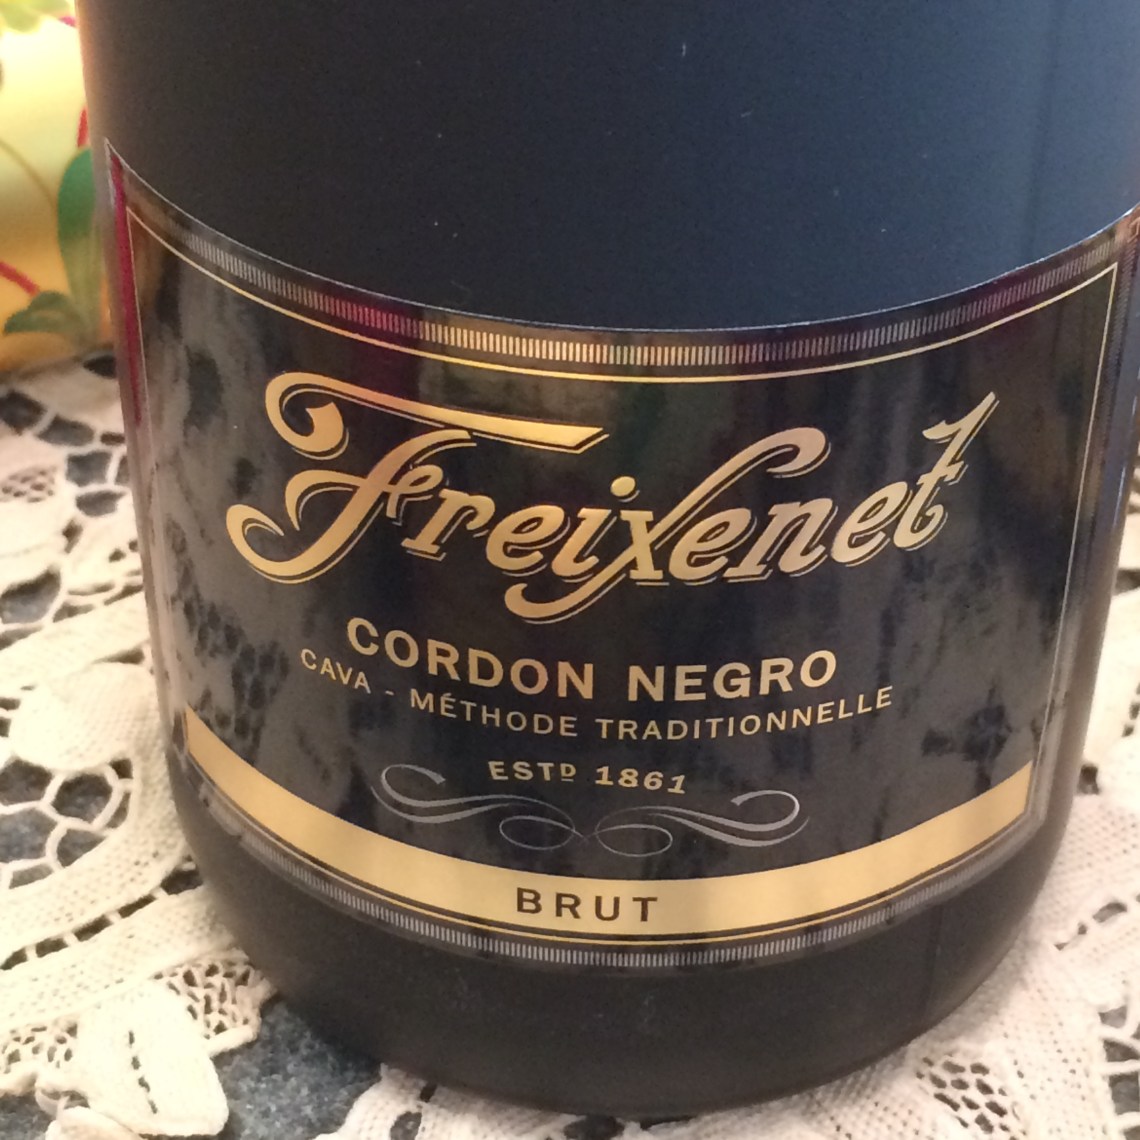 Freixenet
CORDON NEGRO
CAVA - MÉTHODE TRADITIONNELLE
ESTD 1861
BRUT